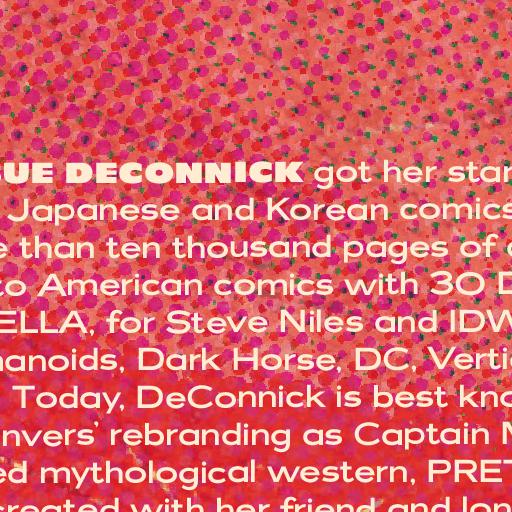 SUE DECONNICK got her star
Japanese and Korean comics
than ten thousand pages of
to American comics with 30 D
ELLA, for Steve Niles and IDW
nanoids, Dark Horse, DC, Verti
Today, DeConnick is best kno
nvers' rebranding as Captain M
ed mythological western, PRET
created with her friend and lon